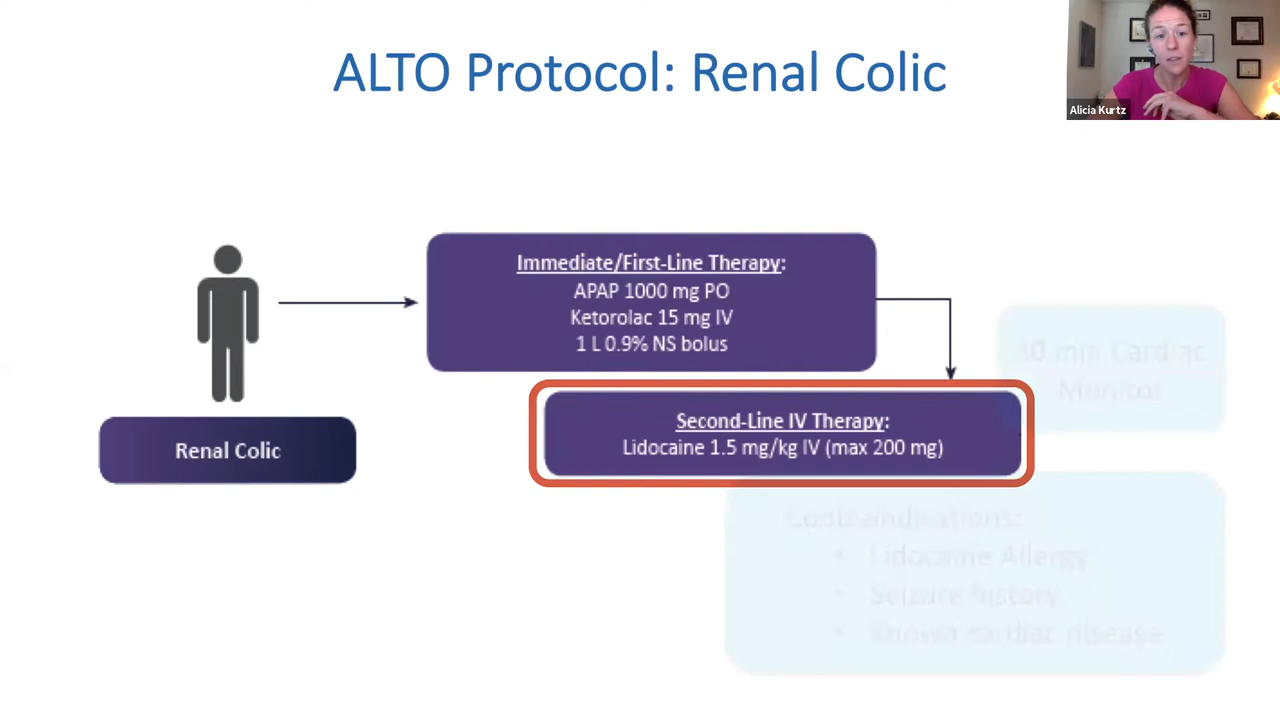 ALTO Protocol: Renal Colic
Alicia Kurtz
Immediate/First-Line Therapy:
APAP 1000 mg PO
Ketorolac 15 mg IV
1 L 0.9% NS bolus
30 min Cardiac
Monitor
Second-Line IV Therapy:
Lidocaine 1.5 mg/kg IV (max 200 mg)
Renal Colic
Contraindications:
• Lidocaine Allergy
• Seizure history
• Known cardiac disease